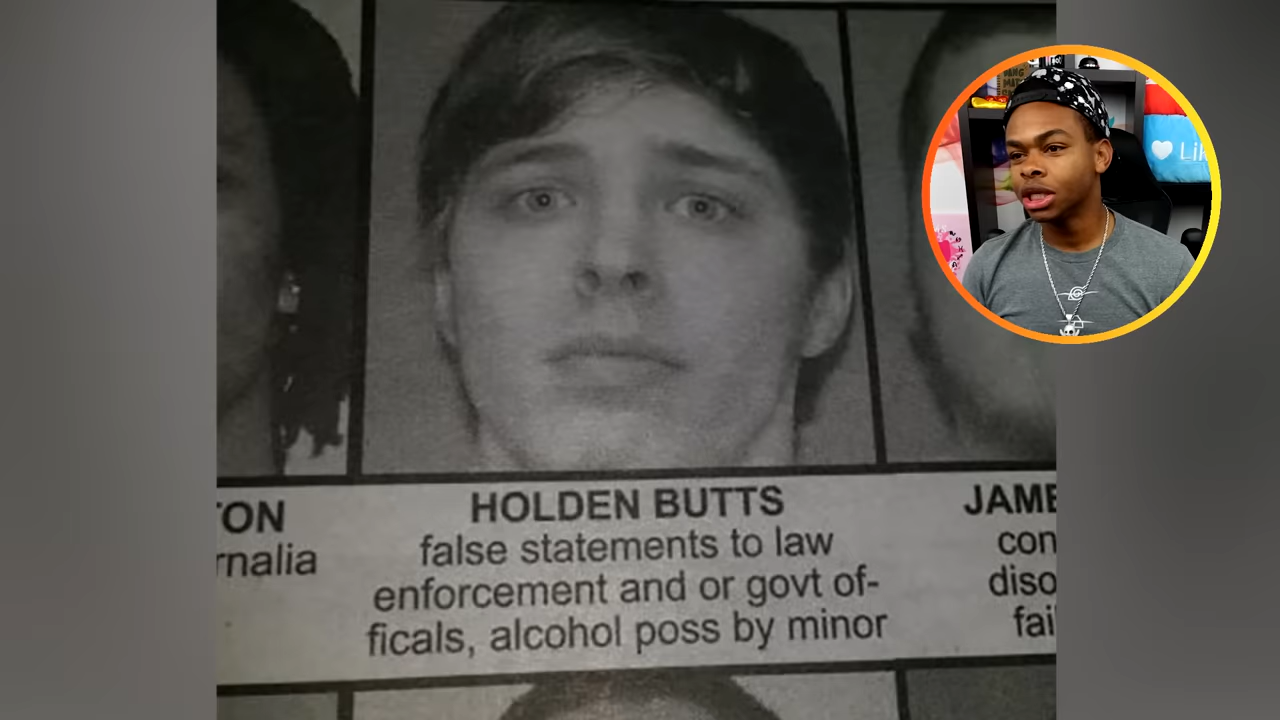 TON
rnalia
HOLDEN BUTTS
false statements to law
enforcement and or govt of-
ficals, alcohol poss by minor
JAME
con
diso
fai
Lik